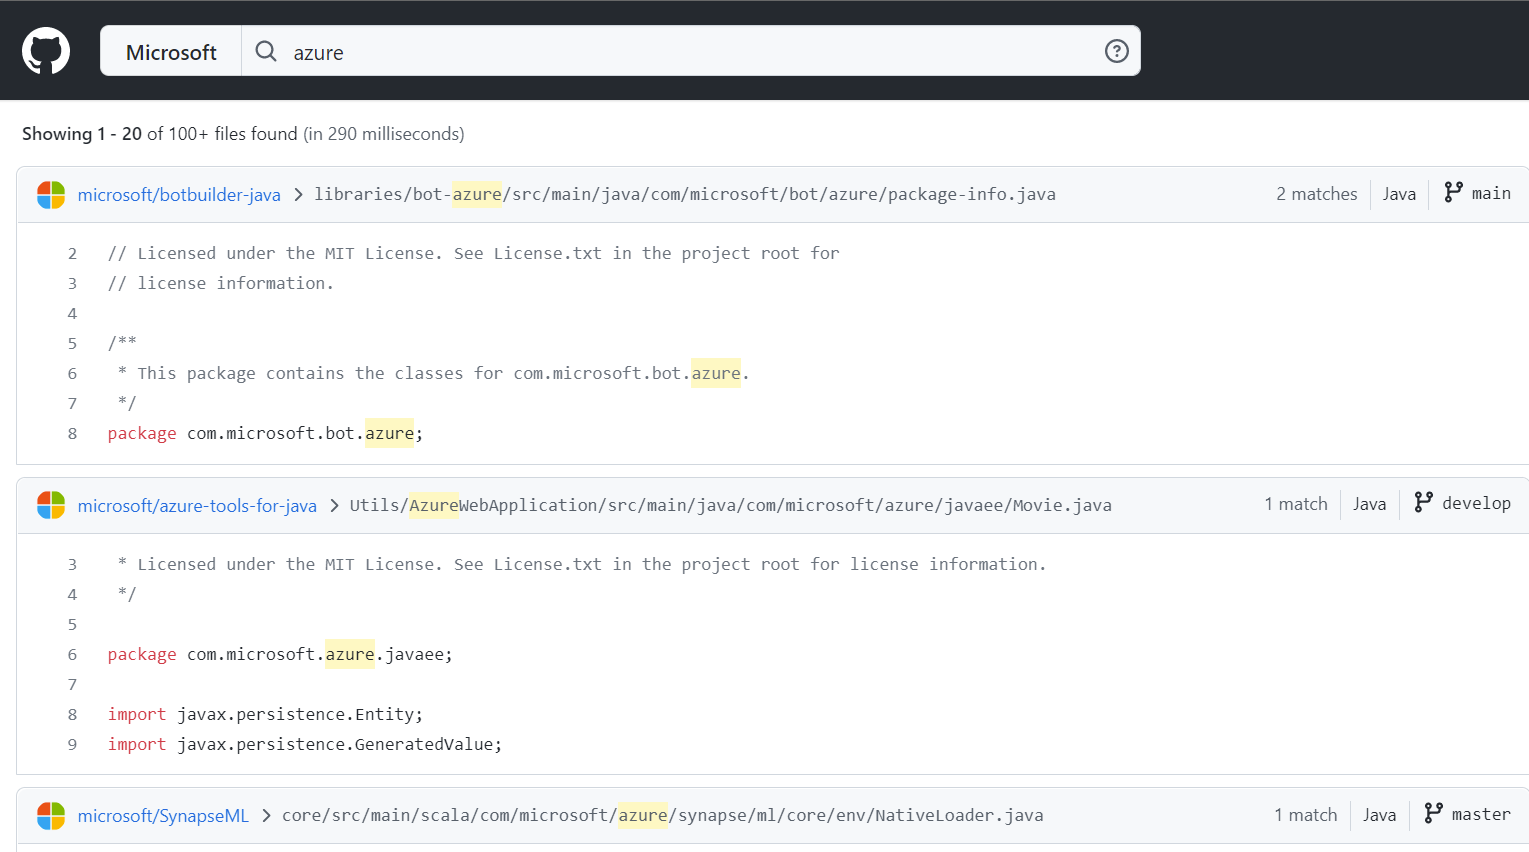 Microsoft azure
Showing 1 - 20 of 100+ files found (in 290 milliseconds)
microsoft/botbuilder-java > libraries/bot-azure/src/main/java/com/microsoft/bot/azure/package-info.java 2 matches Java main
2 // Licensed under the MIT License. See License.txt in the project root for
3 // license information.
4
5 /**
6  * This package contains the classes for com.microsoft.bot.azure.
7  */
8 package com.microsoft.bot.azure;
microsoft/azure-tools-for-java > Utils/AzureWebApplication/src/main/java/com/microsoft/azure/javaee/Movie.java 1 match Java develop
3  * Licensed under the MIT License. See License.txt in the project root for license information.
4  */
5
6 package com.microsoft.azure.javaee;
7
8 import javax.persistence.Entity;
9 import javax.persistence.GeneratedValue;
microsoft/SynapseML > core/src/main/scala/com/microsoft/azure/synapse/ml/core/env/NativeLoader.java 1 match Java master